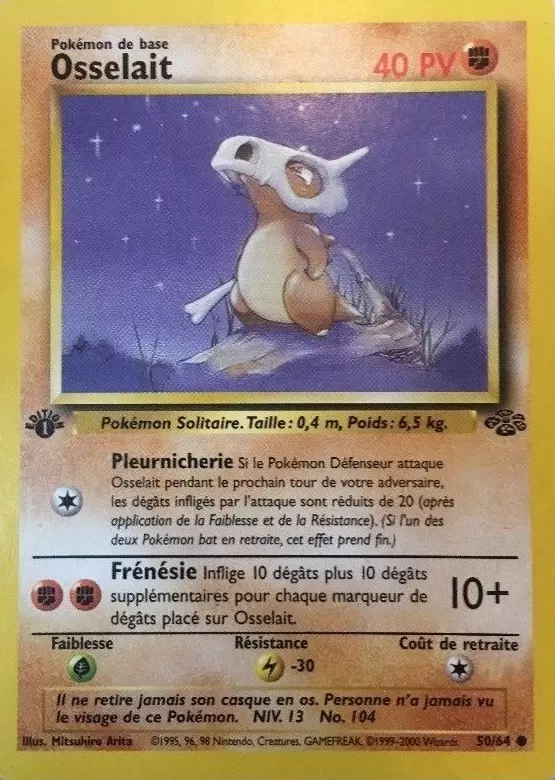 Pokémon de base
Osselait
40 PV
Pokémon Solitaire. Taille: 0,4 m, Poids: 6,5 kg.
EDITION
1
Pleurnicherie Si le Pokémon Défenseur attaque
Osselait pendant le prochain tour de votre adversaire,
les dégâts infligés par l'attaque sont réduits de 20 (après
application de la Faiblesse et de la Résistance). (Si l'un des
deux Pokémon bat en retraite, cet effet prend fin.)
Frénésie Inflige 10 dégâts plus 10 dégâts
supplémentaires pour chaque marqueur de
dégâts placé sur Osselait.
10+
Faiblesse
Résistance
Coût de retraite
-30
Il ne retire jamais son casque en os. Personne n'a jamais vu
le visage de ce Pokémon. NIV. 13 No. 104
Illus. Mitsuhiro Arita ©1995, 96, 98 Nintendo, Creatures, GAMEFREAK. ©1999-2000 Wizards. 50/64